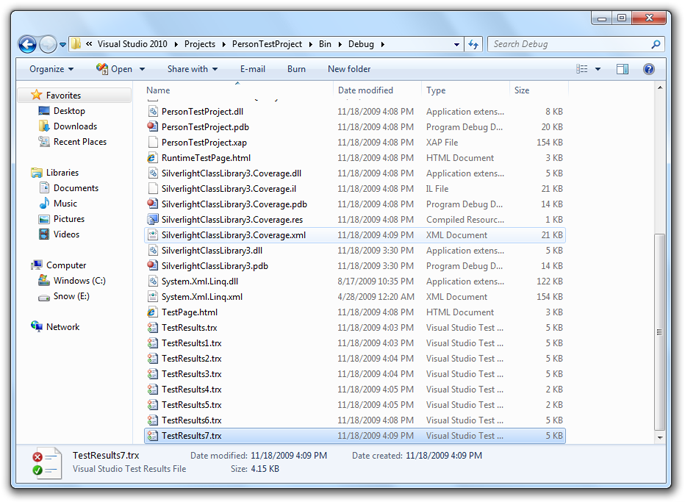 « Visual Studio 2010 ▸ Projects ▸ PersonTestProject ▸ Bin ▸ Debug ▸ Search Debug
Organize Open Share with E-mail Burn New folder
Favorites
Desktop
Downloads
Recent Places
Libraries
Documents
Music
Pictures
Videos
Computer
Windows (C:)
Snow (E:)
Network
Name Date modified Type Size
PersonTestProject.dll 11/18/2009 4:08 PM Application extens... 8 KB
PersonTestProject.pdb 11/18/2009 4:08 PM Program Debug D... 20 KB
PersonTestProject.xap 11/18/2009 4:08 PM XAP File 154 KB
RuntimeTestPage.html 11/18/2009 4:08 PM HTML Document 3 KB
SilverlightClassLibrary3.Coverage.dll 11/18/2009 4:08 PM Application extens... 5 KB
SilverlightClassLibrary3.Coverage.il 11/18/2009 4:08 PM IL File 21 KB
SilverlightClassLibrary3.Coverage.pdb 11/18/2009 4:08 PM Program Debug D... 14 KB
SilverlightClassLibrary3.Coverage.res 11/18/2009 4:08 PM Compiled Resourc... 1 KB
SilverlightClassLibrary3.Coverage.xml 11/18/2009 4:09 PM XML Document 21 KB
SilverlightClassLibrary3.dll 11/18/2009 3:30 PM Application extens... 5 KB
SilverlightClassLibrary3.pdb 11/18/2009 3:30 PM Program Debug D... 14 KB
System.Xml.Linq.dll 8/17/2009 10:35 PM Application extens... 122 KB
System.Xml.Linq.xml 4/28/2009 12:20 AM XML Document 154 KB
TestPage.html 11/18/2009 4:08 PM HTML Document 3 KB
TestResults.trx 11/18/2009 4:03 PM Visual Studio Test ... 5 KB
TestResults1.trx 11/18/2009 4:03 PM Visual Studio Test ... 5 KB
TestResults2.trx 11/18/2009 4:04 PM Visual Studio Test ... 5 KB
TestResults3.trx 11/18/2009 4:04 PM Visual Studio Test ... 5 KB
TestResults4.trx 11/18/2009 4:05 PM Visual Studio Test ... 2 KB
TestResults5.trx 11/18/2009 4:06 PM Visual Studio Test ... 2 KB
TestResults6.trx 11/18/2009 4:08 PM Visual Studio Test ... 2 KB
TestResults7.trx 11/18/2009 4:09 PM Visual Studio Test ... 5 KB
TestResults7.trx Date modified: 11/18/2009 4:09 PM Date created: 11/18/2009 4:09 PM
Visual Studio Test Results File Size: 4.15 KB